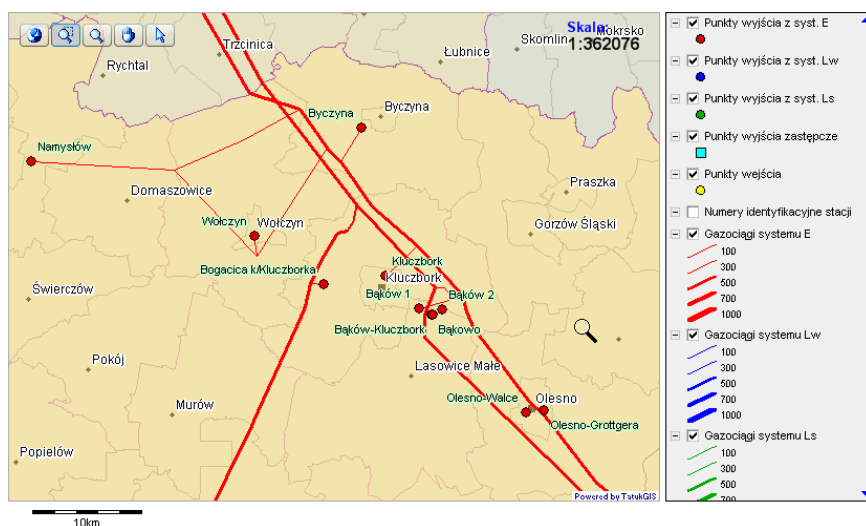 Skala:
1:362076
Mokrsko
Skomlin
Trzcinica
Łubnice
Rychtal
Byczyna
Byczyna
Namysłów
Domaszowice
Praszka
Wołczyn
Wołczyn
Gorzów Śląski
Kluczbork
Bogacica k/Kluczborka
Kluczbork
Świerczów
Bąków 1
Bąków 2
Bąków-Kluczbork
Bąkowo
Pokój
Lasowice Małe
Olesno-Walce
Olesno
Murów
Olesno-Grottgera
Popielów
Powered by TatukGIS
10km
Punkty wyjścia z syst. E
Punkty wyjścia z syst. Lw
Punkty wyjścia z syst. Ls
Punkty wyjścia zastępcze
Punkty wejścia
Numery identyfikacyjne stacji
Gazociągi systemu E
100
300
500
700
1000
Gazociągi systemu Lw
100
300
500
700
1000
Gazociągi systemu Ls
100
300
500
700